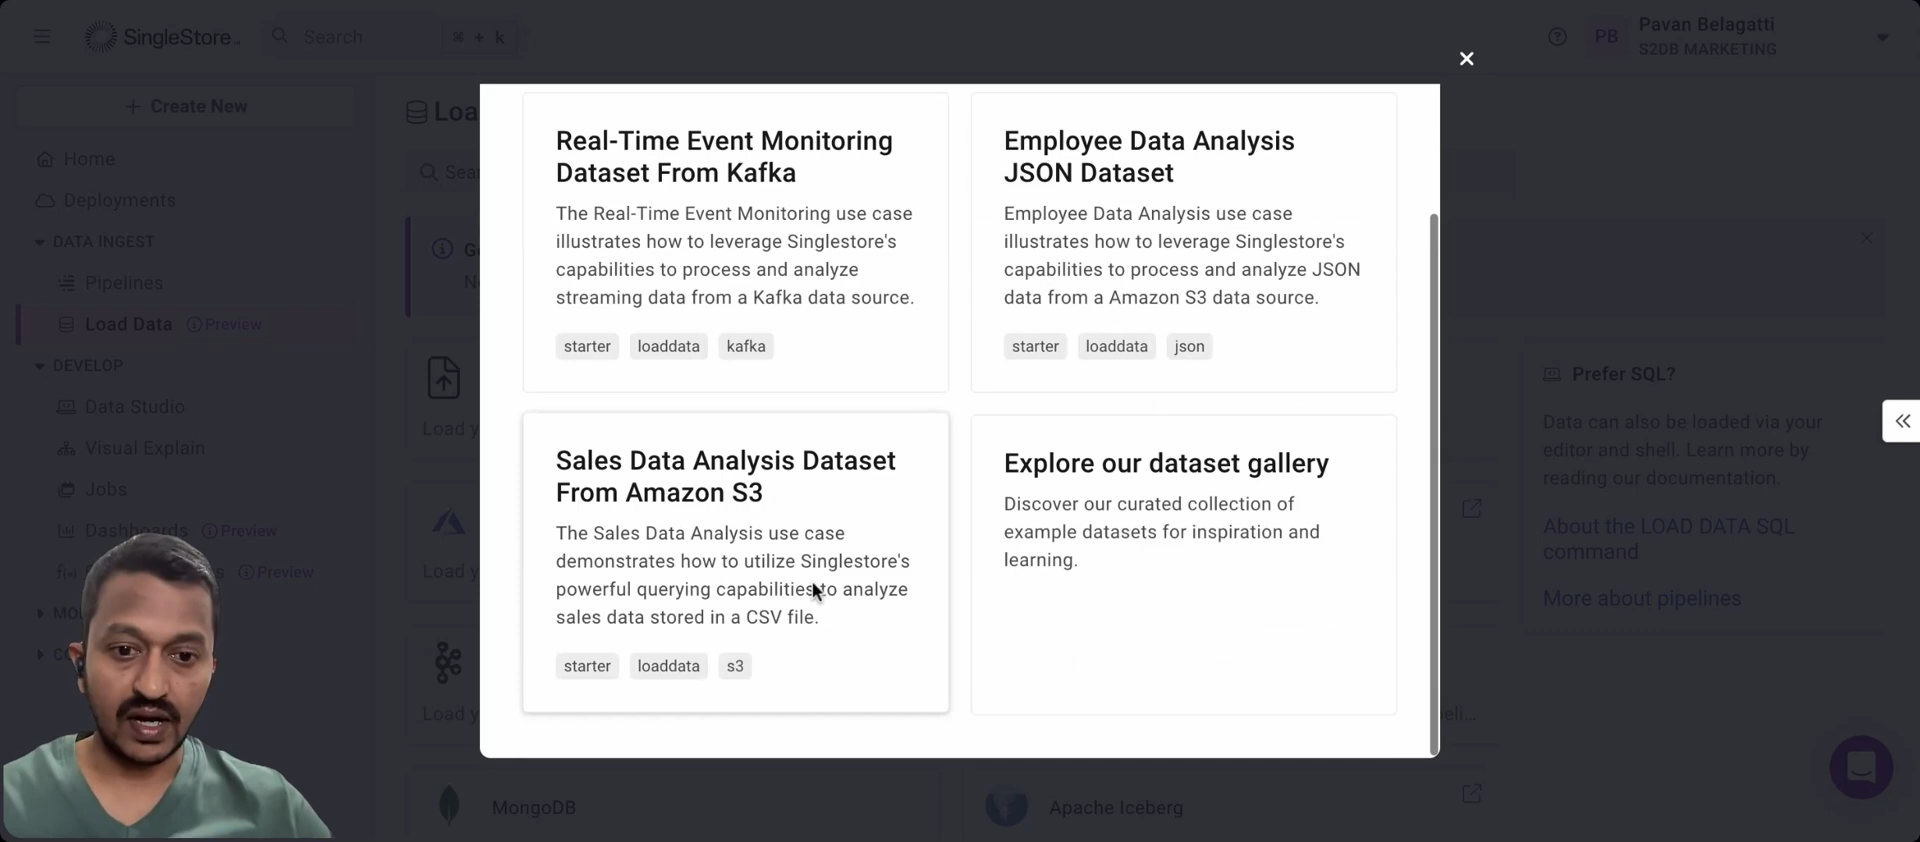 SingleStore
Search
⌘ + k
Pavan Belagatti
PB
S2DB MARKETING
+ Create New
Home
Deployments
DATA INGEST
Pipelines
Load Data
Preview
DEVELOP
Data Studio
Visual Explain
Jobs
Dashboards
Preview
Preview
Real-Time Event Monitoring
Dataset From Kafka
The Real-Time Event Monitoring use case
illustrates how to leverage Singlestore's
capabilities to process and analyze
streaming data from a Kafka data source.
starter loaddata kafka
Employee Data Analysis
JSON Dataset
Employee Data Analysis use case
illustrates how to leverage Singlestore's
capabilities to process and analyze JSON
data from a Amazon S3 data source.
starter loaddata json
Sales Data Analysis Dataset
From Amazon S3
The Sales Data Analysis use case
demonstrates how to utilize Singlestore's
powerful querying capabilities to analyze
sales data stored in a CSV file.
starter loaddata s3
Explore our dataset gallery
Discover our curated collection of
example datasets for inspiration and
learning.
Prefer SQL?
Data can also be loaded via your
editor and shell. Learn more by
reading our documentation.
About the LOAD DATA SQL
command
More about pipelines
MongoDB
Apache Iceberg